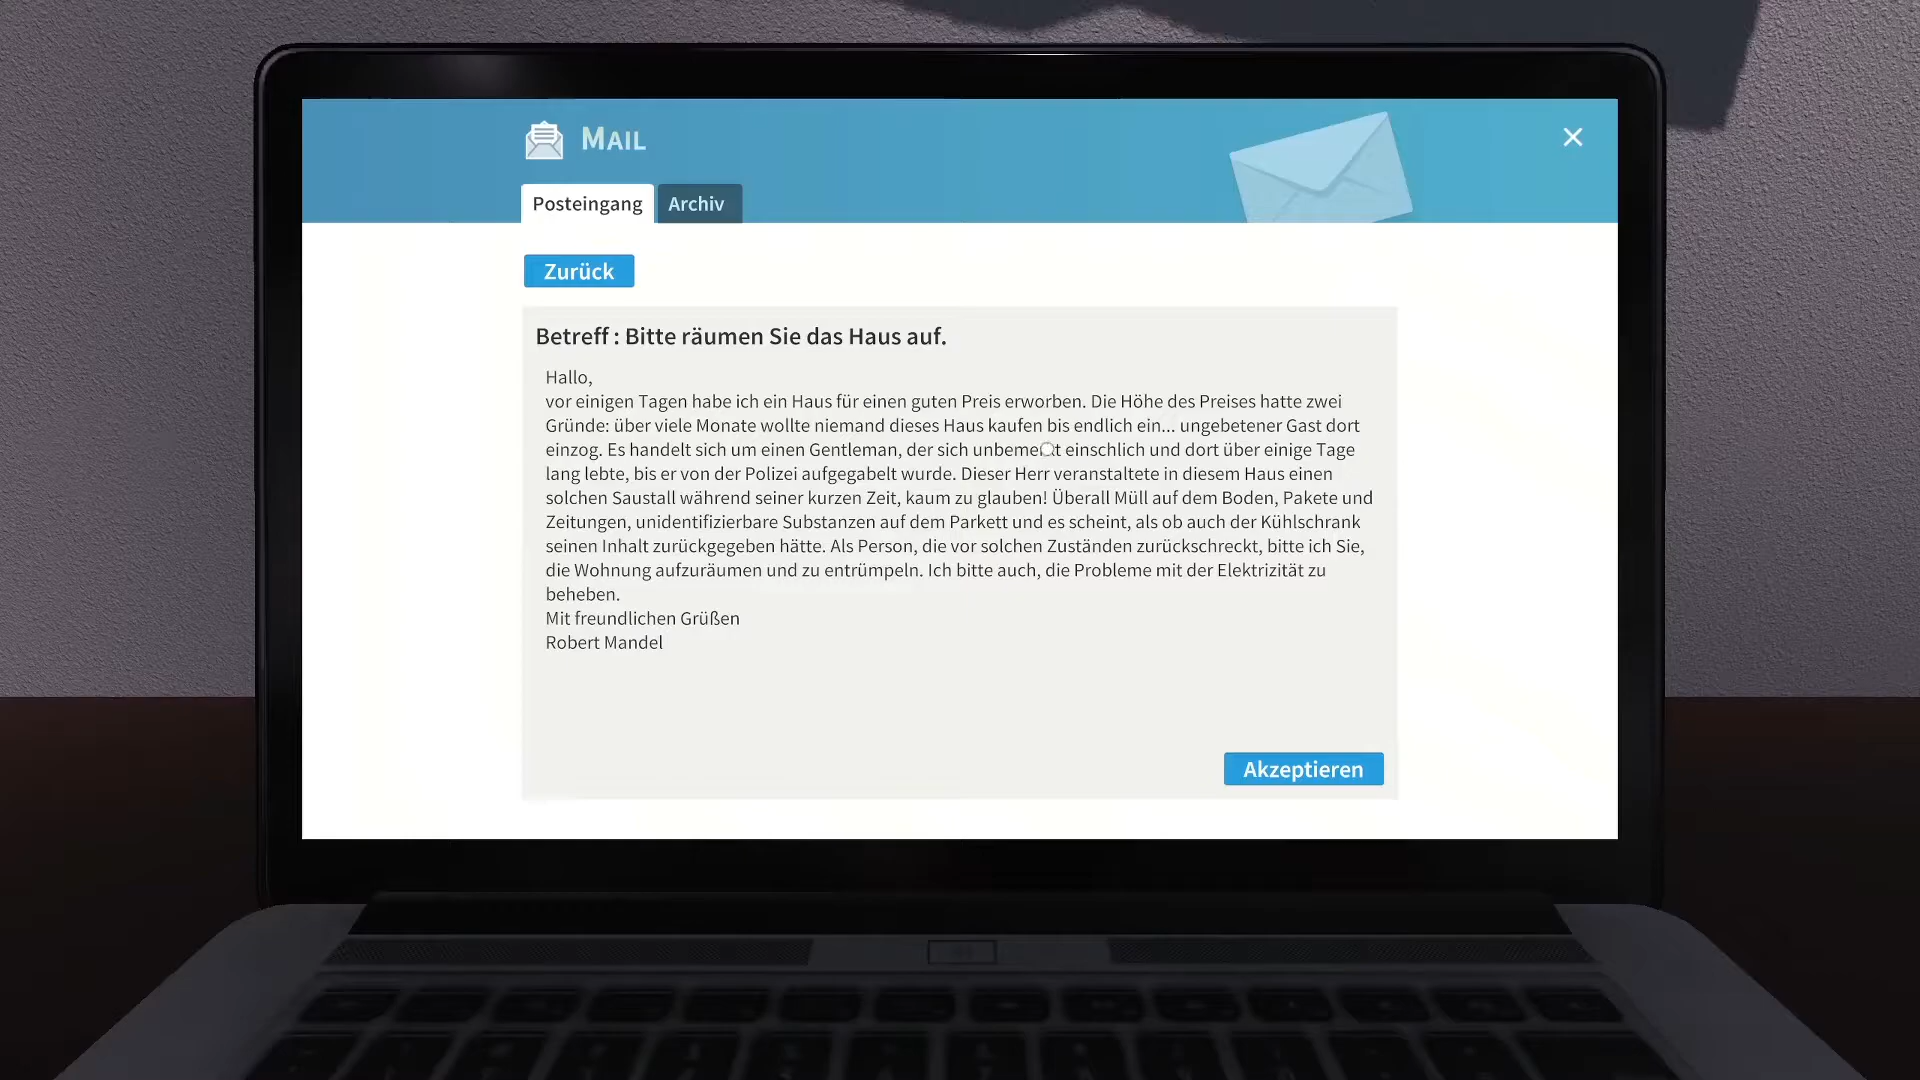 MAIL
Posteingang Archiv
Zurück
Betreff : Bitte räumen Sie das Haus auf.
Hallo,
vor einigen Tagen habe ich ein Haus für einen guten Preis erworben. Die Höhe des Preises hatte zwei
Gründe: über viele Monate wollte niemand dieses Haus kaufen bis endlich ein... ungebetener Gast dort
einzog. Es handelt sich um einen Gentleman, der sich unbemerkt einschlich und dort über einige Tage
lang lebte, bis er von der Polizei aufgegabelt wurde. Dieser Herr veranstaltete in diesem Haus einen
solchen Saustall während seiner kurzen Zeit, kaum zu glauben! Überall Müll auf dem Boden, Pakete und
Zeitungen, unidentifizierbare Substanzen auf dem Parkett und es scheint, als ob auch der Kühlschrank
seinen Inhalt zurückgegeben hätte. Als Person, die vor solchen Zuständen zurückschreckt, bitte ich Sie,
die Wohnung aufzuräumen und zu entrümpeln. Ich bitte auch, die Probleme mit der Elektrizität zu
beheben.
Mit freundlichen Grüßen
Robert Mandel
Akzeptieren